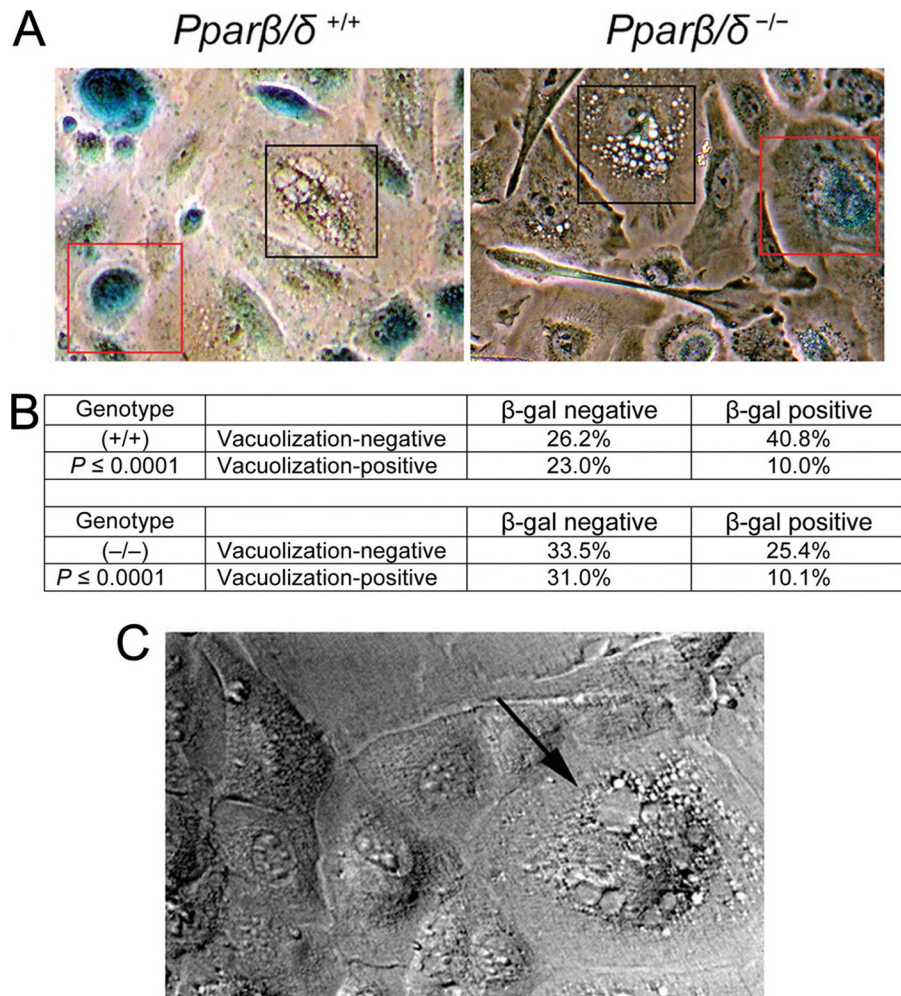 A
Pparβ/δ +/+ Pparβ/δ −/−
B
Genotype β-gal negative β-gal positive
(+/+) Vacuolization-negative 26.2% 40.8%
P ≤ 0.0001 Vacuolization-positive 23.0% 10.0%
Genotype β-gal negative β-gal positive
(–/–) Vacuolization-negative 33.5% 25.4%
P ≤ 0.0001 Vacuolization-positive 31.0% 10.1%
C